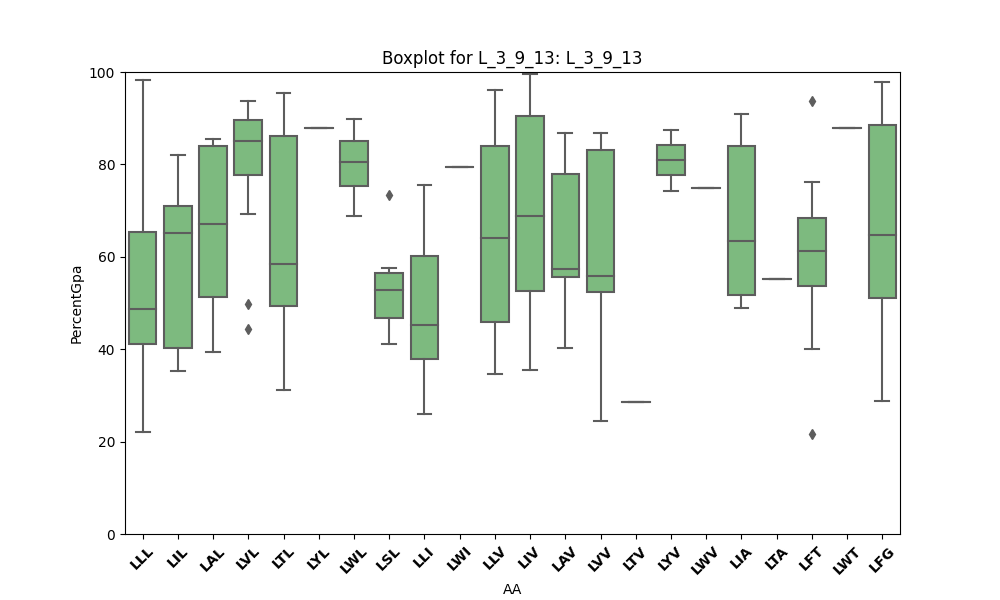 Boxplot for L_3_9_13: L_3_9_13
PercentGpa
100
80
60
40
20
0
LLL LIL LAL LVL LTL LYL LWL LSL LLI LWI LLV LIV LAV LVV LTV LYV LWV LIA LTA LFT LWT LFG
AA